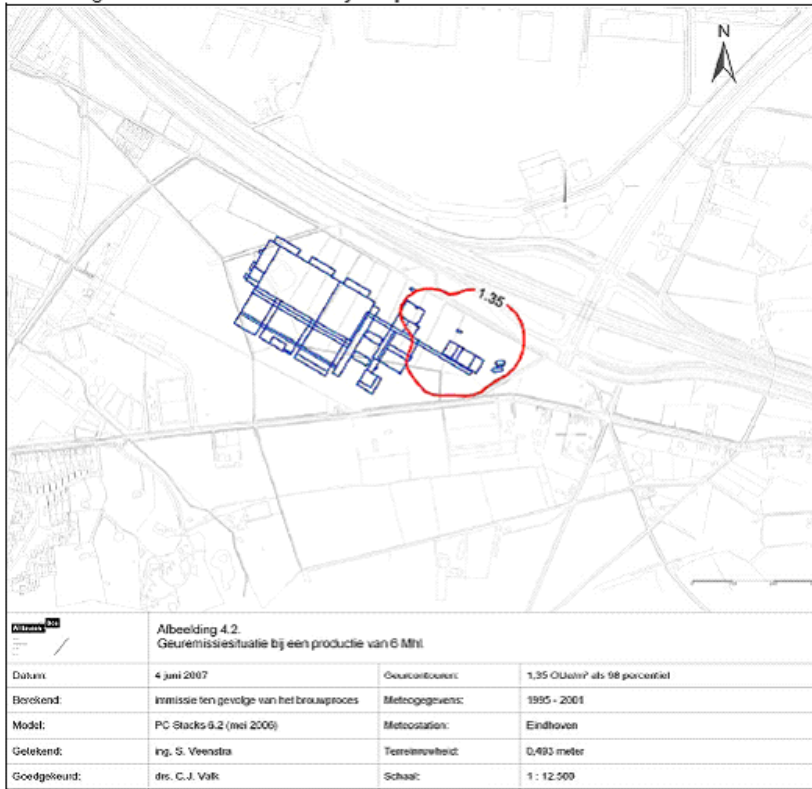 N
1.35
Witteveen Bos
Afbeelding 4.2.
Geuremissiesituatie bij een productie van 6 Mhl.
Datum: 4 juni 2007 Geurcontouren: 1,35 OUe/m³ als 98 percentiel
Berekend: immissie ten gevolge van het brouwproces Meteogegevens: 1995 - 2001
Model: PC Stacks 6.2 (mei 2006) Meteostation: Eindhoven
Getekend: ing. S. Veenstra Terreinruwheid: 0,493 meter
Goedgekeurd: drs. C.J. Valk Schaal: 1 : 12.500